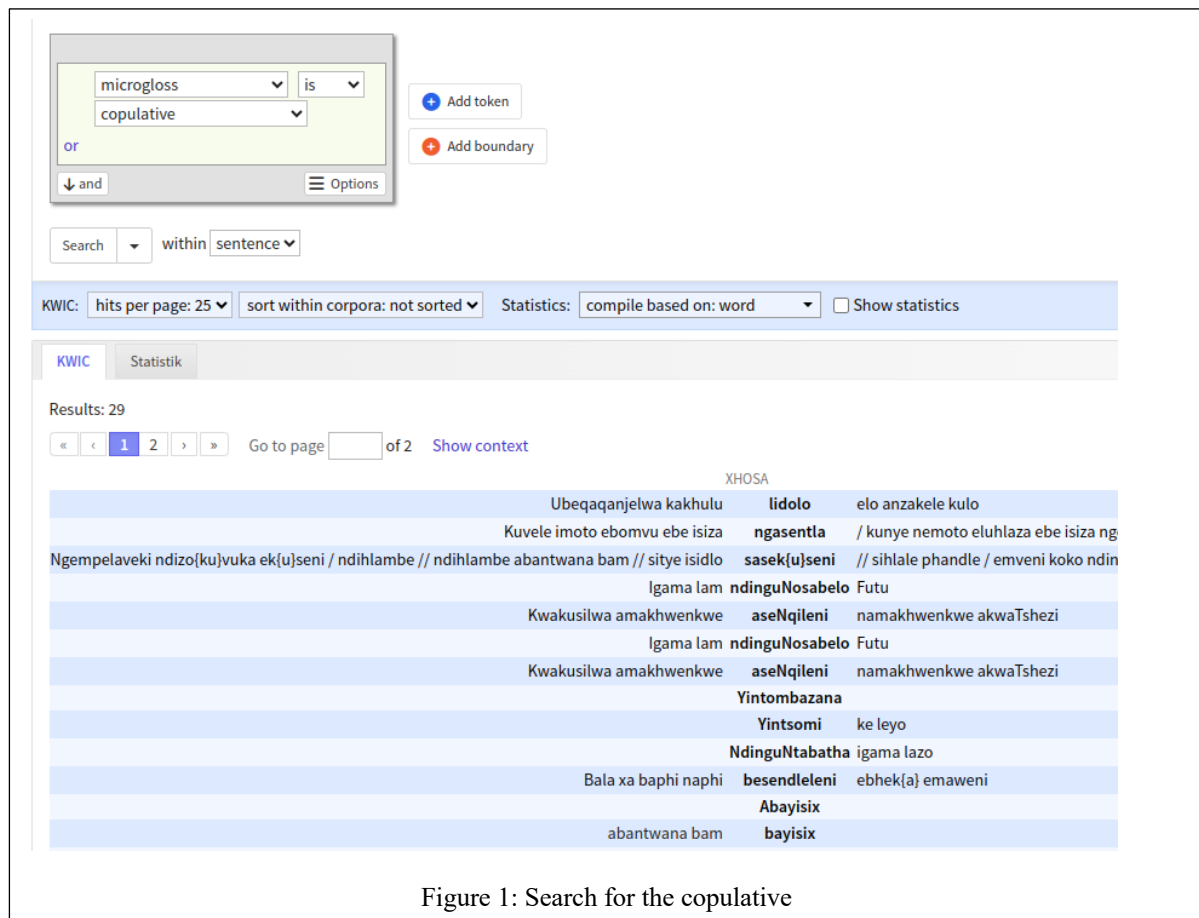 microgloss is
copulative
or
and Options
Add token
Add boundary
Search within sentence
KWIC: hits per page: 25 sort within corpora: not sorted Statistics: compile based on: word Show statistics
KWIC Statistik
Results: 29
« ‹ 1 2 › » Go to page of 2 Show context
XHOSA
Ubeqaqanjelwa kakhulu lidolo elo anzakele kulo
Kuvele imoto ebomvu ebe isiza ngasentla / kunye nemoto eluhlaza ebe isiza
Ngempelaveki ndizo{ku}vuka ek{u}seni / ndihlambe // ndihlambe abantwana bam // sitye isidlo sasek{u}seni // sihlale phandle / emveni koko
Igama lam ndinguNosabelo Futu
Kwakusilwa amakhwenkwe aseNqileni namakhwenkwe akwaTshezi
Igama lam ndinguNosabelo Futu
Kwakusilwa amakhwenkwe aseNqileni namakhwenkwe akwaTshezi
Yintombazana
Yintsomi ke leyo
NdinguNtabatha igama lazo
Bala xa baphi naphi besendleleni ebhek{a} emaweni
Abayisix
abantwana bam bayisix
Figure 1: Search for the copulative